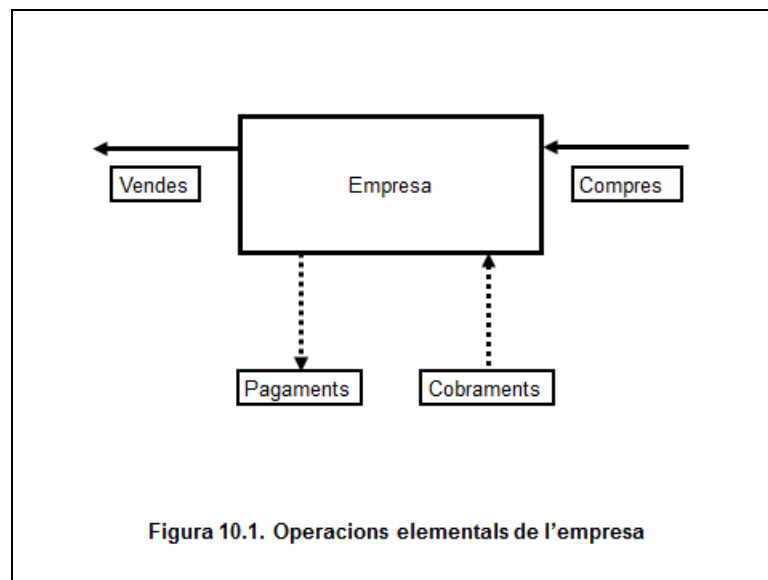 Vendes
Empresa
Compres
Pagaments
Cobraments
Figura 10.1. Operacions elementals de l’empresa